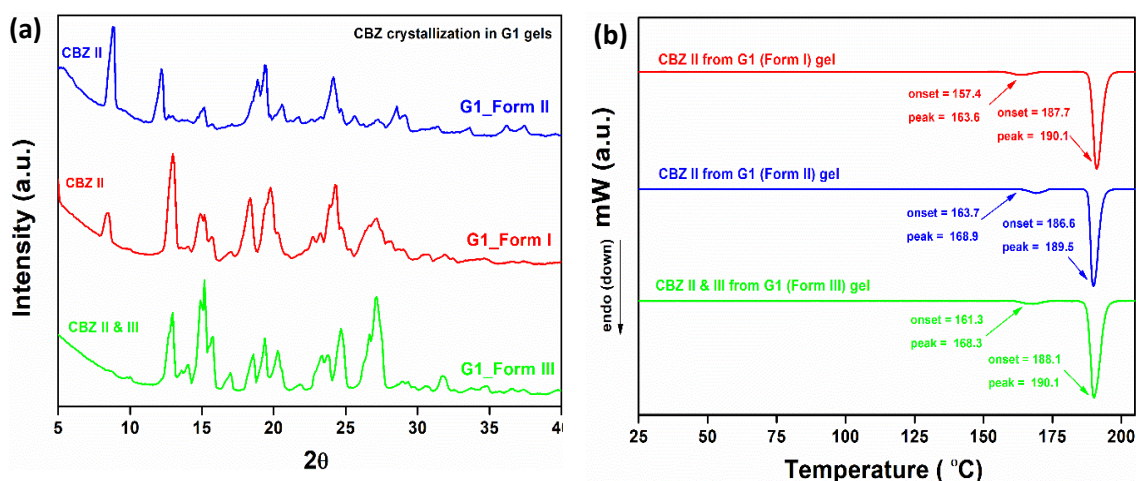 (a)
CBZ crystallization in G1 gels
CBZ II
G1_Form II
CBZ II
G1_Form I
CBZ II & III
G1_Form III
Intensity (a.u.)
5 10 15 20 25 30 35 40
2θ
(b)
CBZ II from G1 (Form I) gel
onset = 157.4
peak = 163.6
onset = 187.7
peak = 190.1
CBZ II from G1 (Form II) gel
onset = 163.7
peak = 168.9
onset = 186.6
peak = 189.5
CBZ II & III from G1 (Form III) gel
onset = 161.3
peak = 168.3
onset = 188.1
peak = 190.1
mW (a.u.)
endo (down)
25 50 75 100 125 150 175 200
Temperature ( °C)